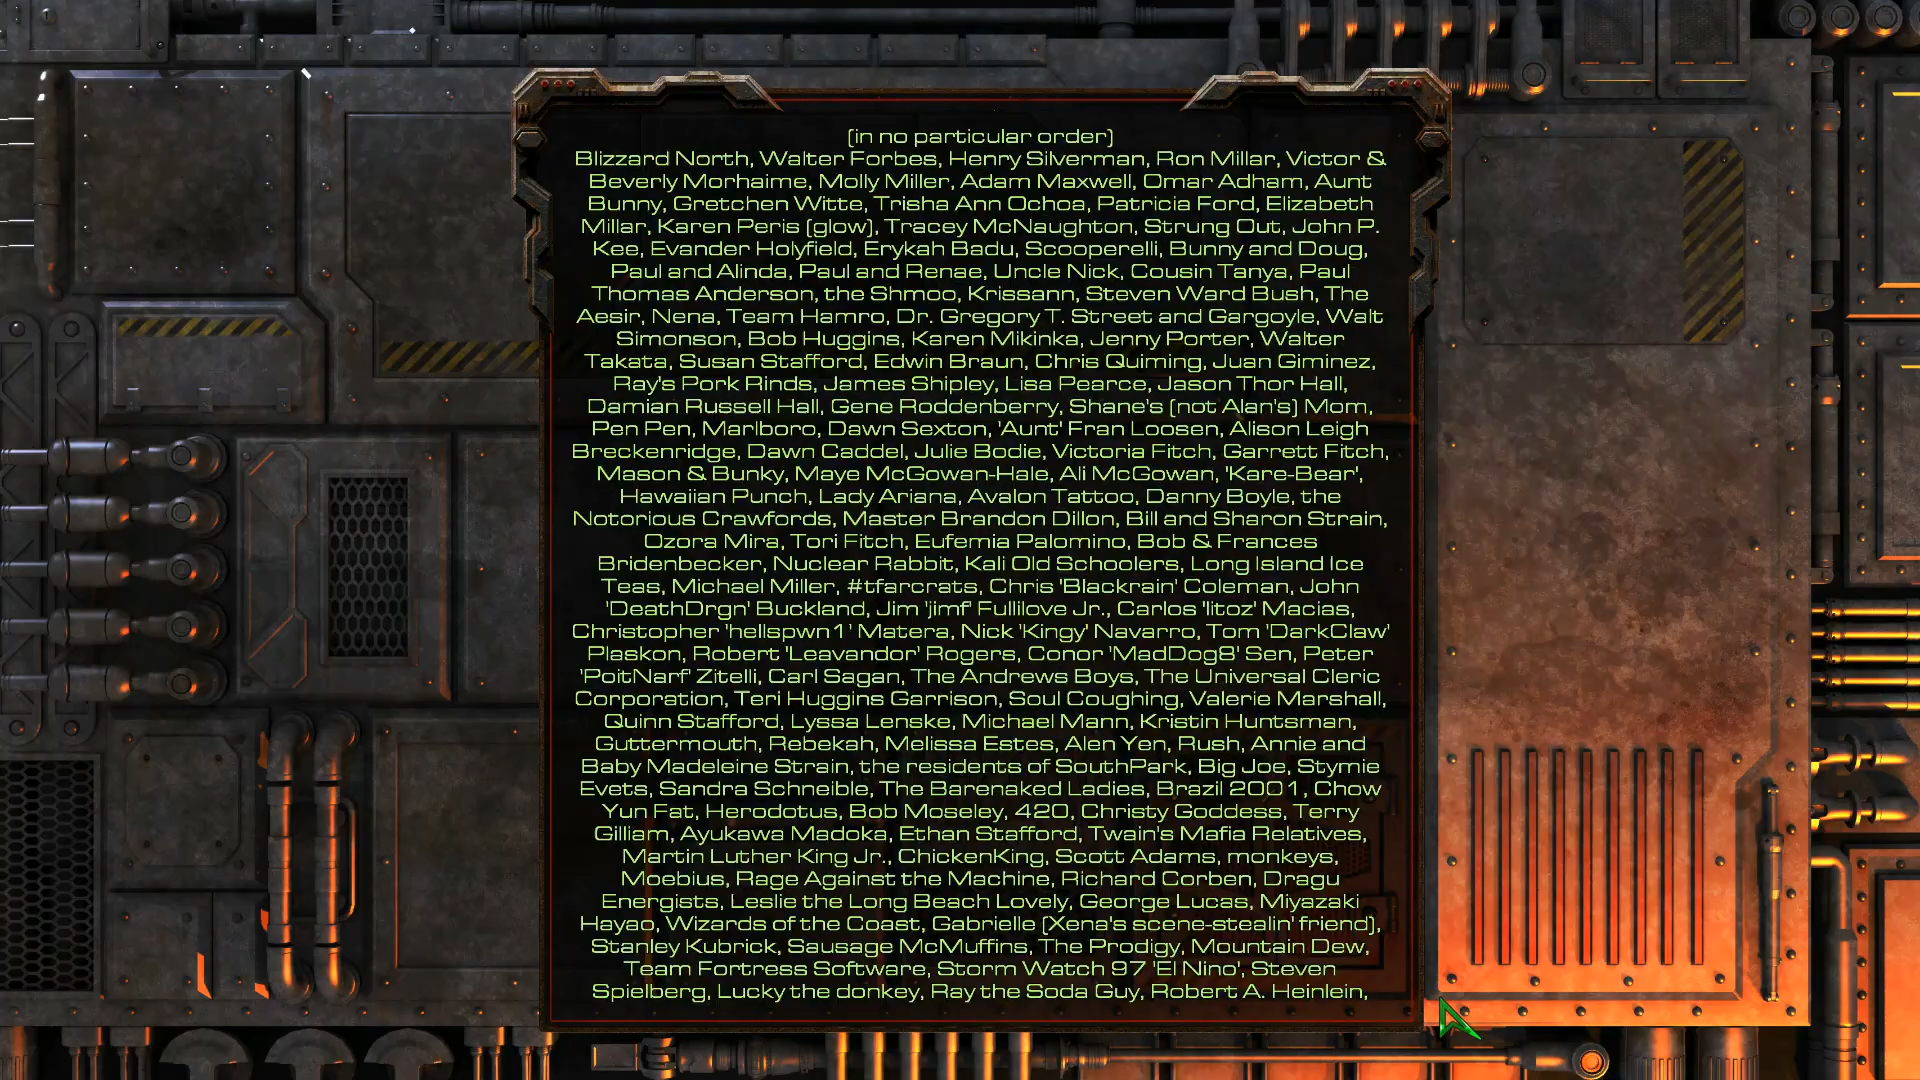 (in no particular order)
Blizzard North, Walter Forbes, Henry Silverman, Ron Millar, Victor &
Beverly Morhaime, Molly Miller, Adam Maxwell, Omar Adham, Aunt
Bunny, Gretchen Witte, Trisha Ann Ochoa, Patricia Ford, Elizabeth
Millar, Karen Peris (glow), Tracey McNaughton, Strung Out, John P.
Kee, Evander Holyfield, Erykah Badu, Scooperelli, Bunny and Doug,
Paul and Alinda, Paul and Renae, Uncle Nick, Cousin Tanya, Paul
Thomas Anderson, the Shmoo, Krissann, Steven Ward Bush, The
Aesir, Nena, Team Hamro, Dr. Gregory T. Street and Gargoyle, Walt
Simonson, Bob Huggins, Karen Mikinka, Jenny Porter, Walter
Takata, Susan Stafford, Edwin Braun, Chris Quiming, Juan Giminez,
Ray's Pork Rinds, James Shipley, Lisa Pearce, Jason Thor Hall,
Damian Russell Hall, Gene Roddenberry, Shane's (not Alan's) Mom,
Pen Pen, Marlboro, Dawn Sexton, 'Aunt' Fran Loosen, Alison Leigh
Breckenridge, Dawn Caddel, Julie Bodie, Victoria Fitch, Garrett Fitch,
Mason & Bunky, Maye McGowan-Hale, Ali McGowan, 'Kare-Bear',
Hawaiian Punch, Lady Ariana, Avalon Tattoo, Danny Boyle, the
Notorious Crawfords, Master Brandon Dillon, Bill and Sharon Strain,
Ozora Mira, Tori Fitch, Eufemia Palomino, Bob & Frances
Bridenbecker, Nuclear Rabbit, Kali Old Schoolers, Long Island Ice
Teas, Michael Miller, #tfarcrats, Chris 'Blackrain' Coleman, John
'DeathDrgn' Buckland, Jim 'jimf' Fullilove Jr., Carlos 'litoz' Macias,
Christopher 'hellspwn1' Matera, Nick 'Kingy' Navarro, Tom 'DarkClaw'
Plaskon, Robert 'Leavandor' Rogers, Conor 'MadDog8' Sen, Peter
'PoitNarf' Zitelli, Carl Sagan, The Andrews Boys, The Universal Cleric
Corporation, Teri Huggins Garrison, Soul Coughing, Valerie Marshall,
Quinn Stafford, Lyssa Lenske, Michael Mann, Kristin Huntsman,
Guttermouth, Rebekah, Melissa Estes, Alen Yen, Rush, Annie and
Baby Madeleine Strain, the residents of SouthPark, Big Joe, Stymie
Evets, Sandra Schneible, The Barenaked Ladies, Brazil 2001, Chow
Yun Fat, Herodotus, Bob Moseley, 420, Christy Goddess, Terry
Gilliam, Ayukawa Madoka, Ethan Stafford, Twain's Mafia Relatives,
Martin Luther King Jr., ChickenKing, Scott Adams, monkeys,
Moebius, Rage Against the Machine, Richard Corben, Dragu
Energists, Leslie the Long Beach Lovely, George Lucas, Miyazaki
Hayao, Wizards of the Coast, Gabrielle (Xena's scene-stealin' friend),
Stanley Kubrick, Sausage McMuffins, The Prodigy, Mountain Dew,
Team Fortress Software, Storm Watch 97 'El Nino', Steven
Spielberg, Lucky the donkey, Ray the Soda Guy, Robert A. Heinlein,